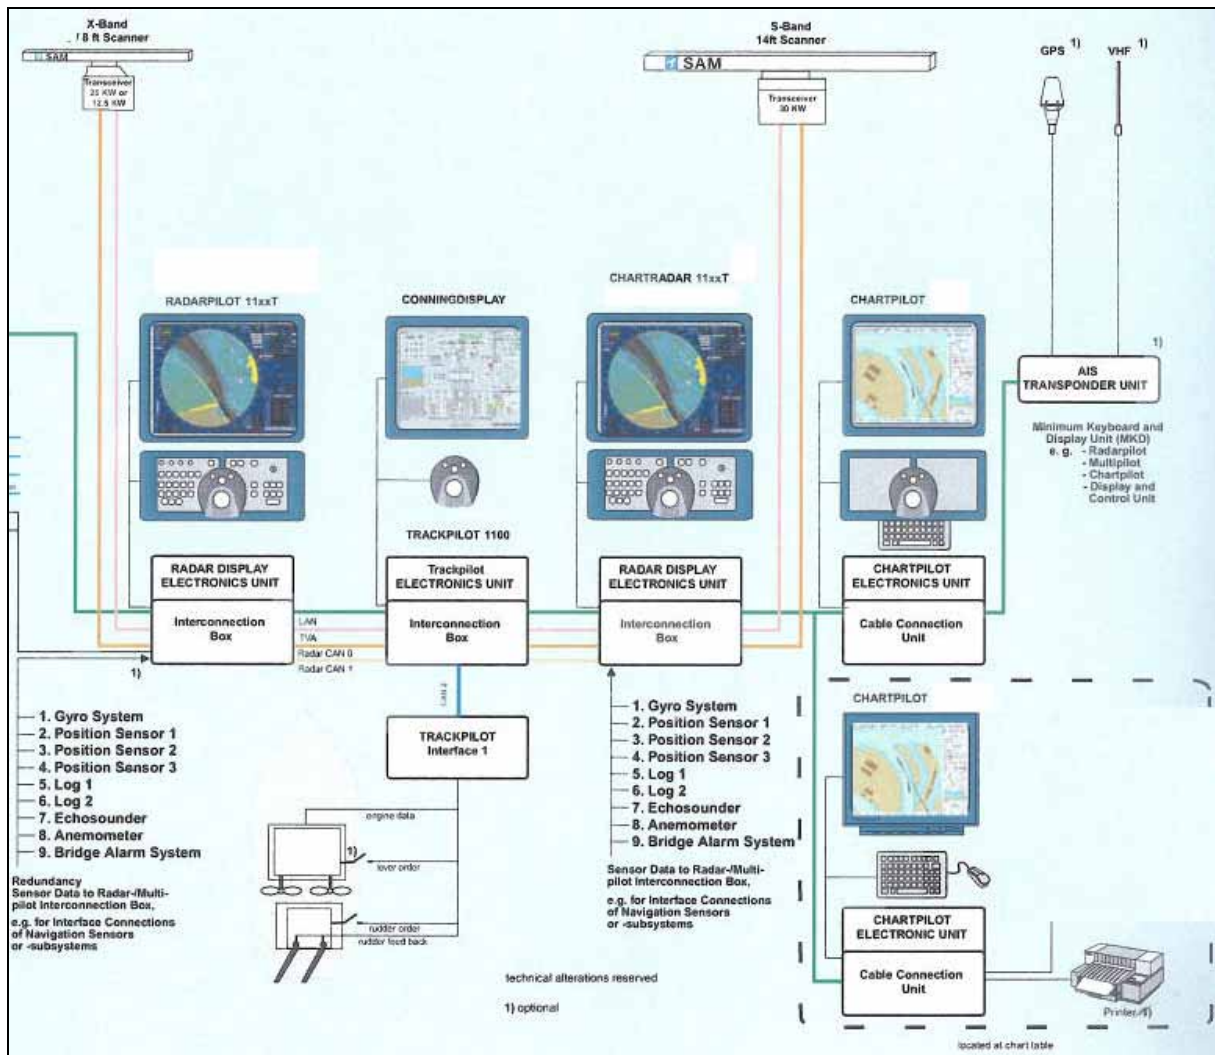 X-Band
/ 8 ft Scanner
SAM
Transceiver
25 KW or
12.5 KW
S-Band
14ft Scanner
SAM
Transceiver
30 KW
GPS 1)
VHF 1)
RADARPILOT 11xxT
CONNINGDISPLAY
CHARTRADAR 11xxT
CHARTPILOT
1)
AIS
TRANSPONDER UNIT
Minimum Keyboard and
Display Unit (MKD)
e. g. - Radarpilot
- Multipilot
- Chartpilot
- Display and
Control Unit
TRACKPILOT 1100
RADAR DISPLAY
ELECTRONICS UNIT
Interconnection
Box
Trackpilot
ELECTRONICS UNIT
Interconnection
Box
RADAR DISPLAY
ELECTRONICS UNIT
Interconnection
Box
CHARTPILOT
ELECTRONICS UNIT
Cable Connection
Unit
LAN
TVA
Radar CAN 0
Radar CAN 1
1)
CAN 2
TRACKPILOT
Interface 1
1. Gyro System
2. Position Sensor 1
3. Position Sensor 2
4. Position Sensor 3
5. Log 1
6. Log 2
7. Echosounder
8. Anemometer
9. Bridge Alarm System
Redundancy
Sensor Data to Radar-/Multi-
pilot Interconnection Box,
e.g. for Interface Connections
of Navigation Sensors
or -subsystems
engine data
1)
lever order
rudder order
rudder feed back
1. Gyro System
2. Position Sensor 1
3. Position Sensor 2
4. Position Sensor 3
5. Log 1
6. Log 2
7. Echosounder
8. Anemometer
9. Bridge Alarm System
Sensor Data to Radar-/Multi-
pilot Interconnection Box,
e.g. for Interface Connections
of Navigation Sensors
or -subsystems
CHARTPILOT
CHARTPILOT
ELECTRONIC UNIT
Cable Connection
Unit
Printer 1)
technical alterations reserved
1) optional
located at chart table